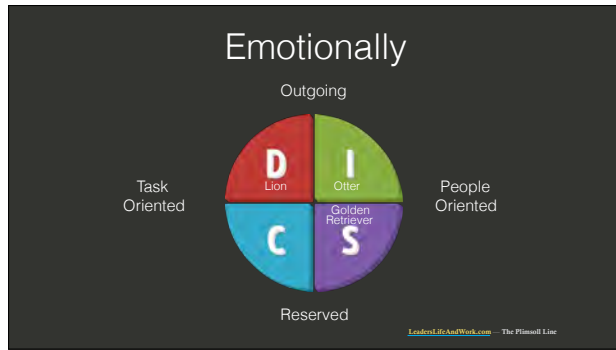 Emotionally
Outgoing
D
Lion
I
Otter
Task
Oriented
People
Oriented
C
Golden
Retriever
S
Reserved
LeadersLifeAndWork.com — The Plimsoll Line